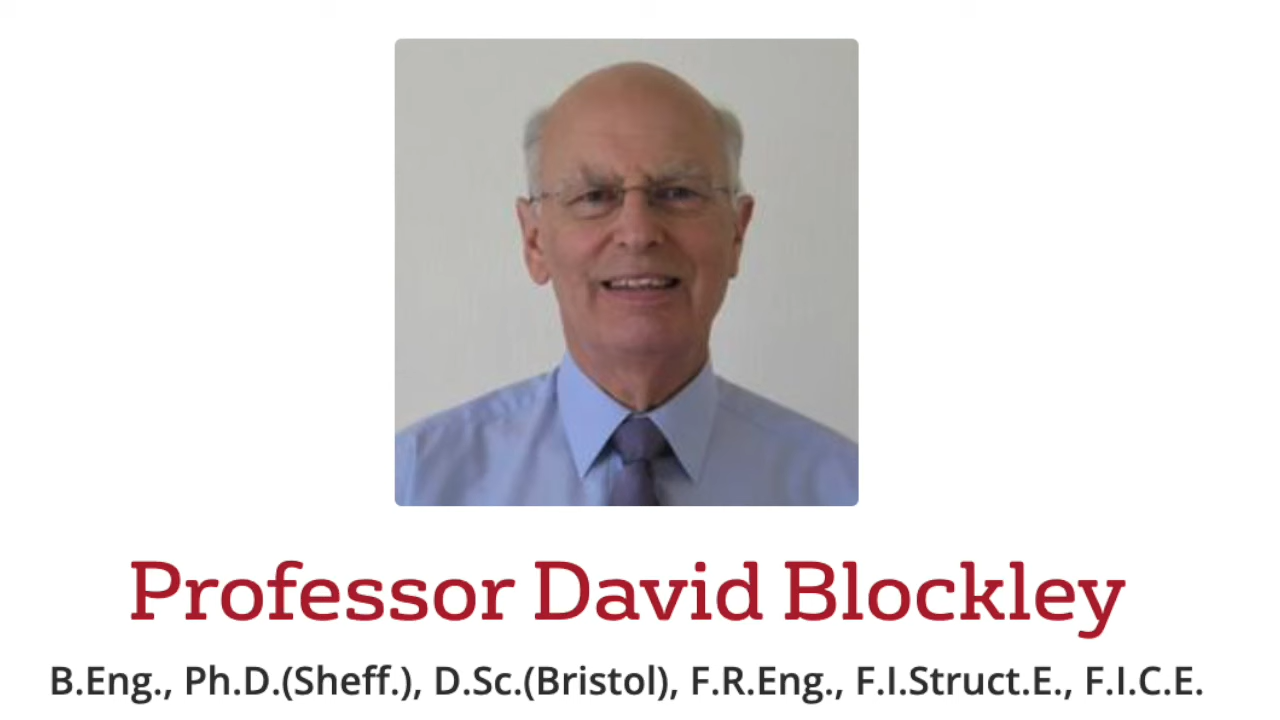 Professor David Blockley
B.Eng., Ph.D.(Sheff.), D.Sc.(Bristol), F.R.Eng., F.I.Struct.E., F.I.C.E.